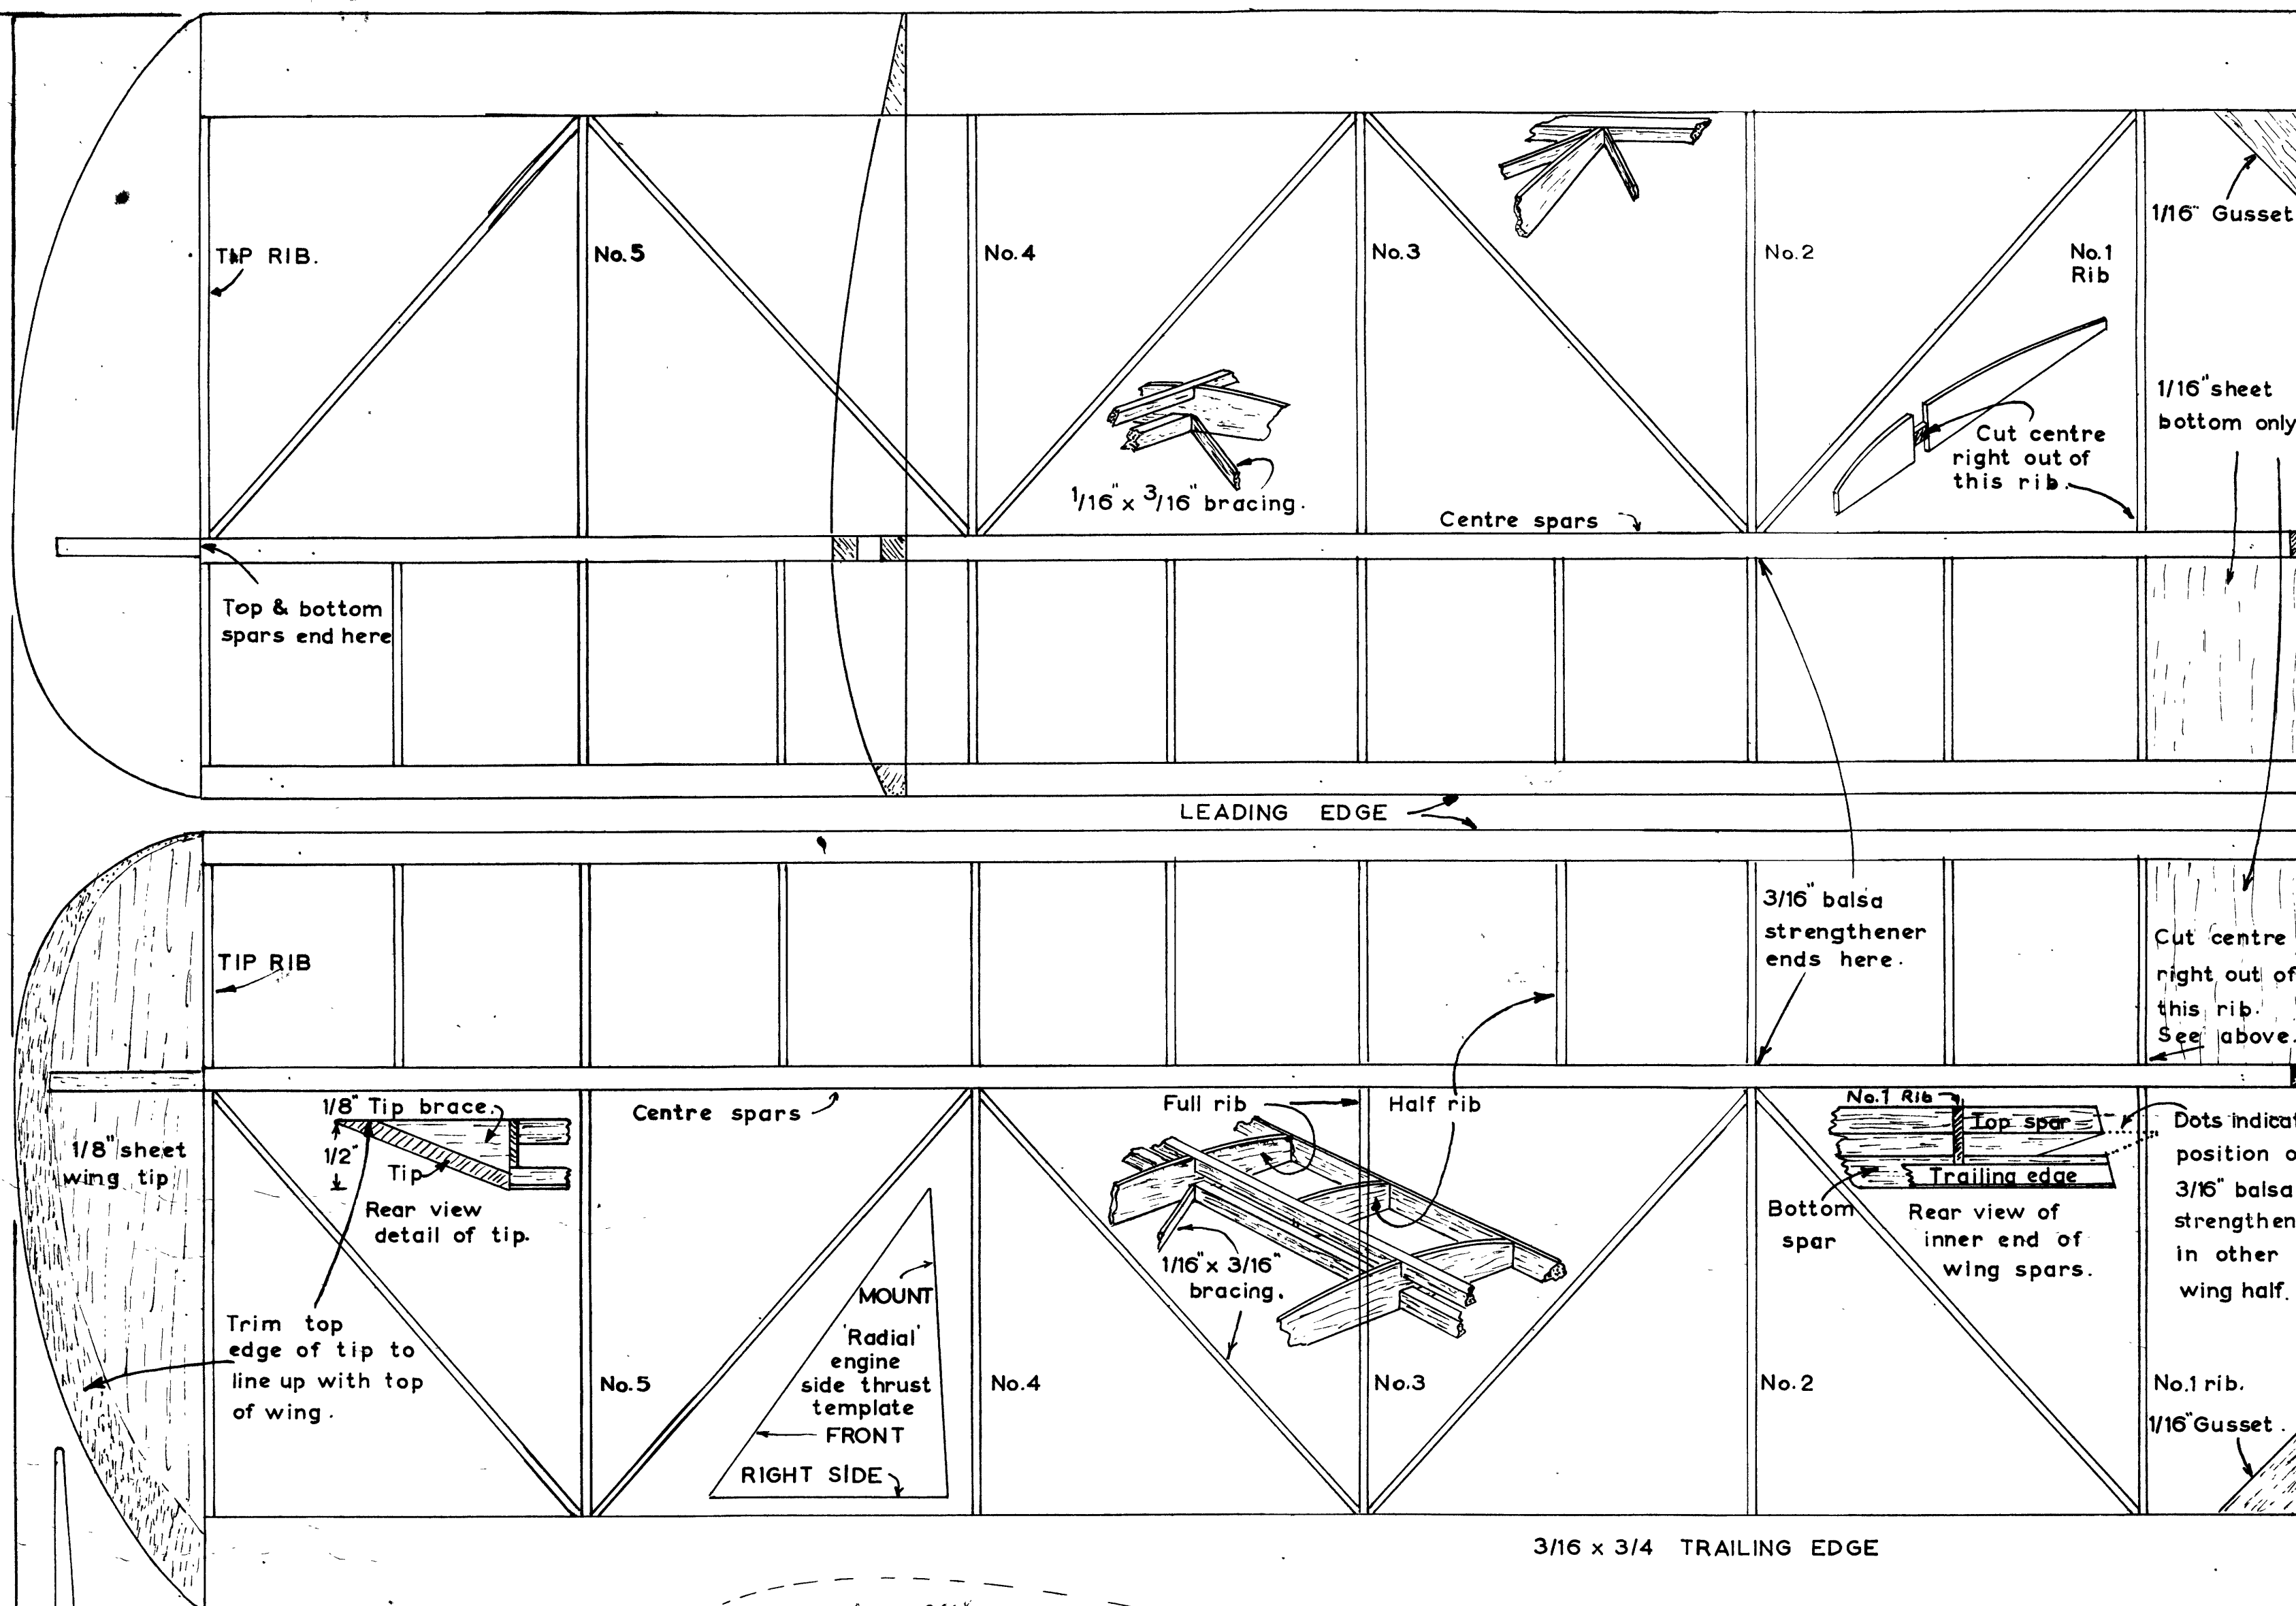 1/16" Gusset
TIP RIB.
No.5
No.4
No.3
No.2
No.1
Rib
1/16" sheet
bottom only
Cut centre
right out of
this rib.
1/16" x 3/16" bracing.
Centre spars
Top & bottom
spars end here
LEADING EDGE
3/16" balsa
strengthener
ends here.
Cut centre
right out of
this rib.
See above.
TIP RIB
1/8" Tip brace.
1/2"
Tip
Rear view
detail of tip.
Centre spars
Full rib
Half rib
No.1 Rib
Top spar
Trailing edge
Bottom
spar
Rear view of
inner end of
wing spars.
Dots indicat
position o
3/16" balsa
strengthen
in other
wing half.
1/8" sheet
wing tip
1/16" x 3/16"
bracing.
MOUNT
'Radial'
engine
side thrust
template
FRONT
RIGHT SIDE
Trim top
edge of tip to
line up with top
of wing.
No.5
No.4
No.3
No.2
No.1 rib.
1/16" Gusset.
3/16 x 3/4 TRAILING EDGE